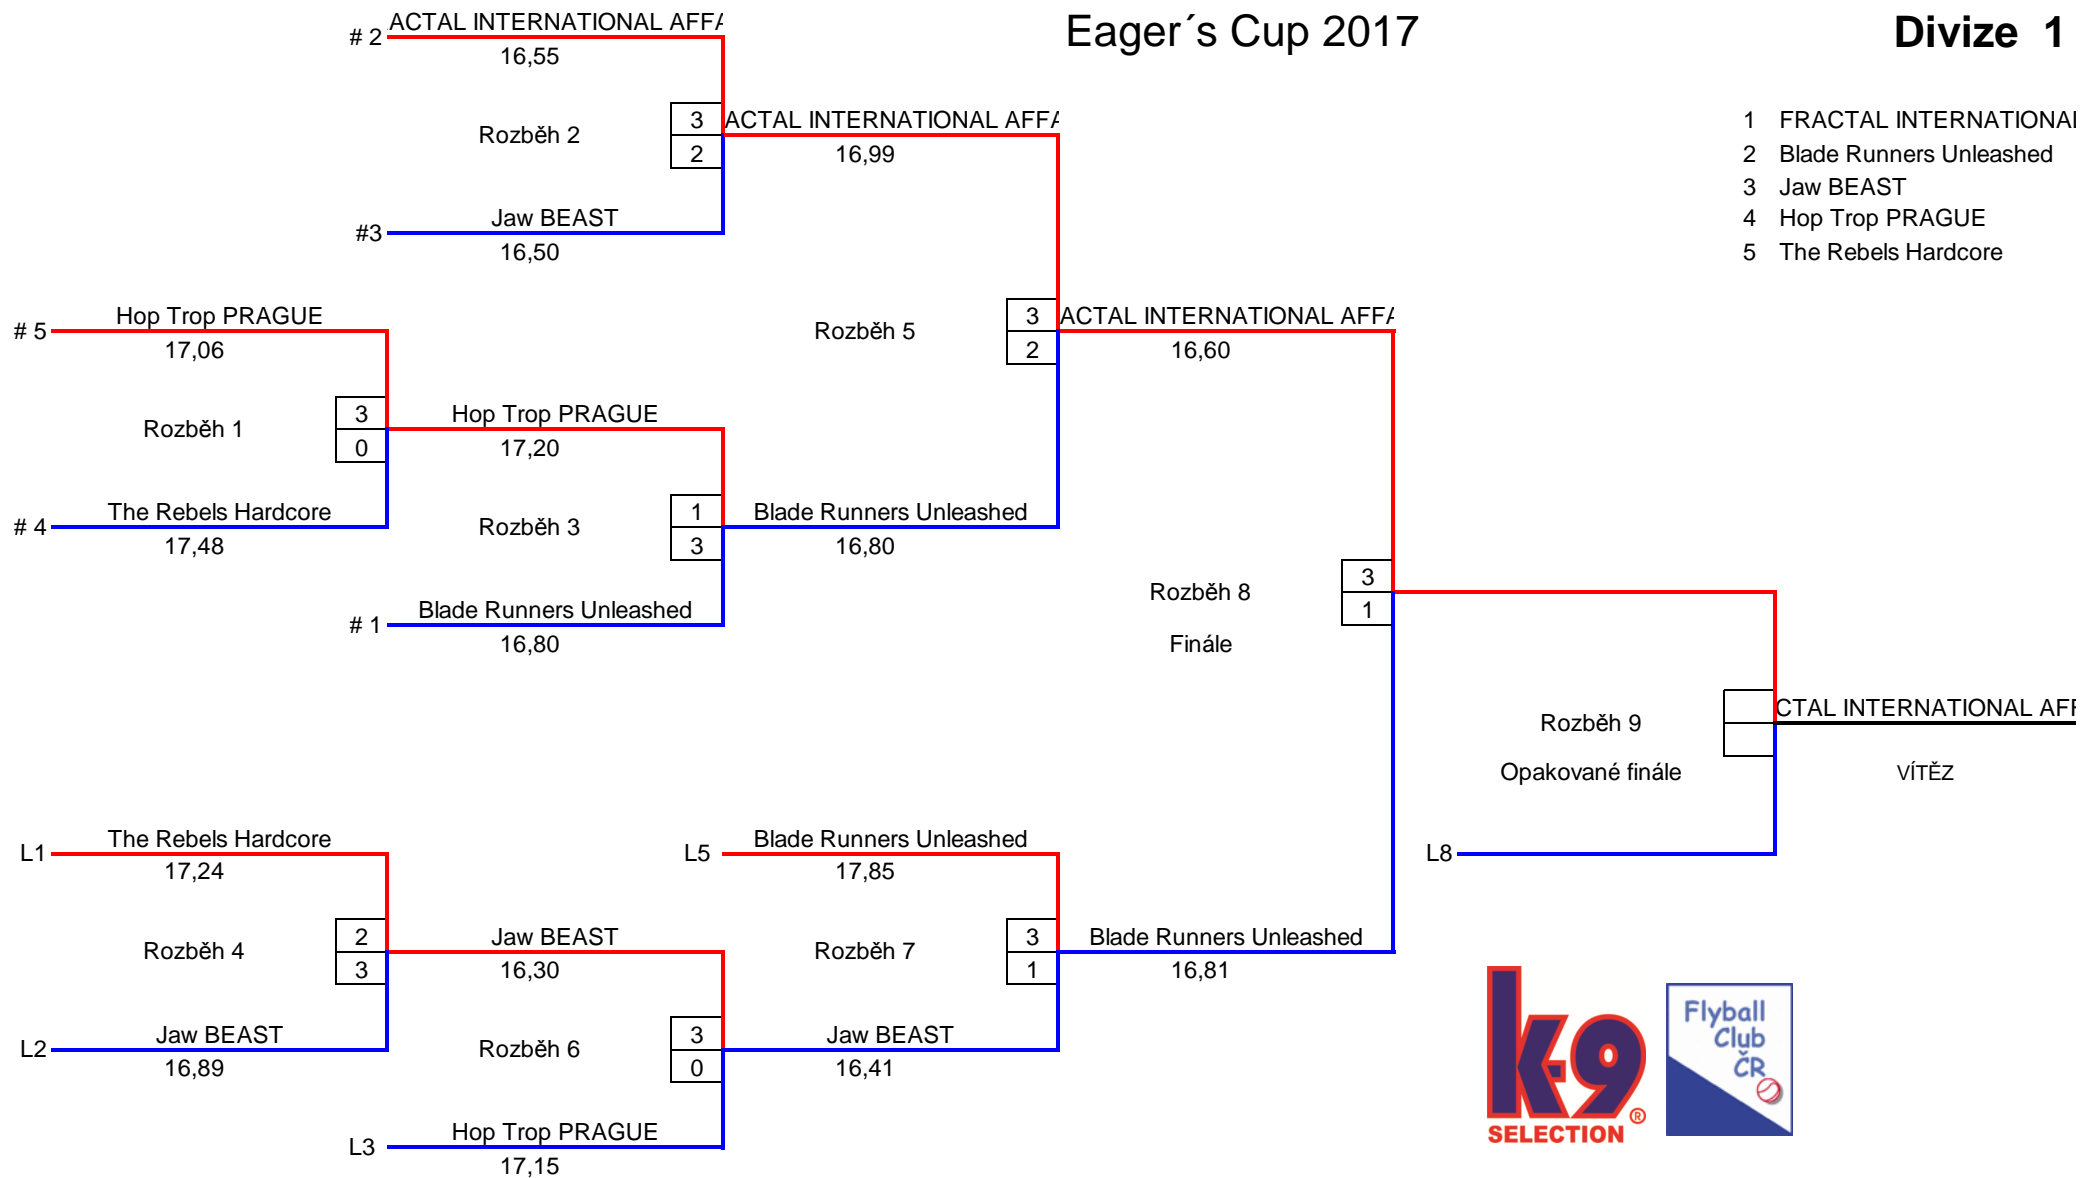 Eager´s Cup 2017
Divize 1
# 2
ACTAL INTERNATIONAL AFFA
16,55
Rozběh 2
3
2
ACTAL INTERNATIONAL AFFA
16,99
#3
Jaw BEAST
16,50
1 FRACTAL INTERNATIONAL
2 Blade Runners Unleashed
3 Jaw BEAST
4 Hop Trop PRAGUE
5 The Rebels Hardcore
# 5
Hop Trop PRAGUE
17,06
Rozběh 5
3
2
ACTAL INTERNATIONAL AFFA
16,60
Rozběh 1
3
0
Hop Trop PRAGUE
17,20
# 4
The Rebels Hardcore
17,48
Rozběh 3
1
3
Blade Runners Unleashed
16,80
# 1
Blade Runners Unleashed
16,80
Rozběh 8
3
1
Finále
Rozběh 9
CTAL INTERNATIONAL AFF
Opakované finále
VÍTĚZ
L1
The Rebels Hardcore
17,24
L5
Blade Runners Unleashed
17,85
L8
Rozběh 4
2
3
Jaw BEAST
16,30
Rozběh 7
3
1
Blade Runners Unleashed
16,81
L2
Jaw BEAST
16,89
Rozběh 6
3
0
Jaw BEAST
16,41
L3
Hop Trop PRAGUE
17,15
k-9
®
SELECTION
Flyball
Club
ČR